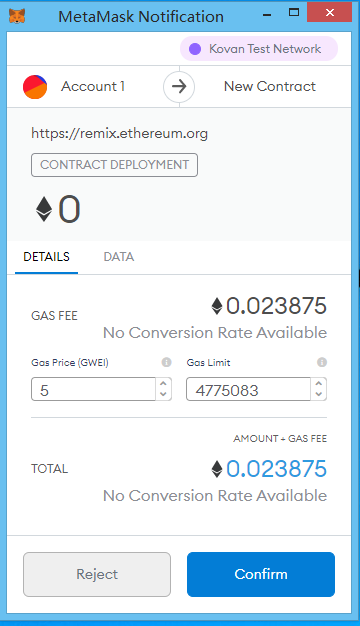 MetaMask Notification
Kovan Test Network
Account 1
New Contract
https://remix.ethereum.org
CONTRACT DEPLOYMENT
0
DETAILS
DATA
GAS FEE
0.023875
No Conversion Rate Available
Gas Price (GWEI)
Gas Limit
5
4775083
AMOUNT + GAS FEE
TOTAL
0.023875
No Conversion Rate Available
Reject
Confirm